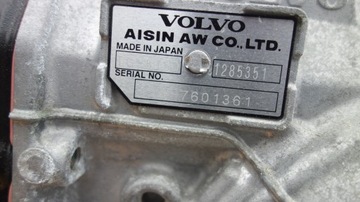 VOLVO
AISIN AW CO., LTD.
MADE IN JAPAN
1285351
SERIAL NO.
7601361